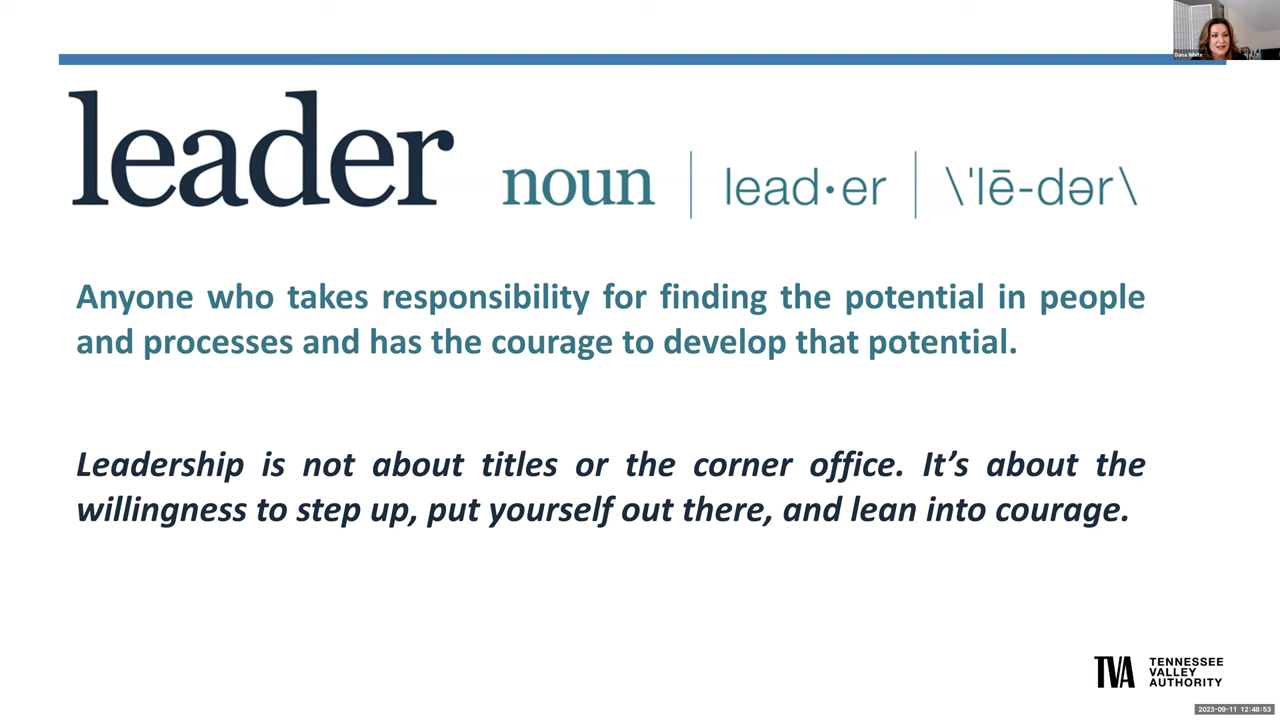 Dana White
leader noun lead•er \ˈlē-dər\
Anyone who takes responsibility for finding the potential in people
and processes and has the courage to develop that potential.
Leadership is not about titles or the corner office. It’s about the
willingness to step up, put yourself out there, and lean into courage.
TVA
TENNESSEE
VALLEY
AUTHORITY
2023-09-11 12:48:53